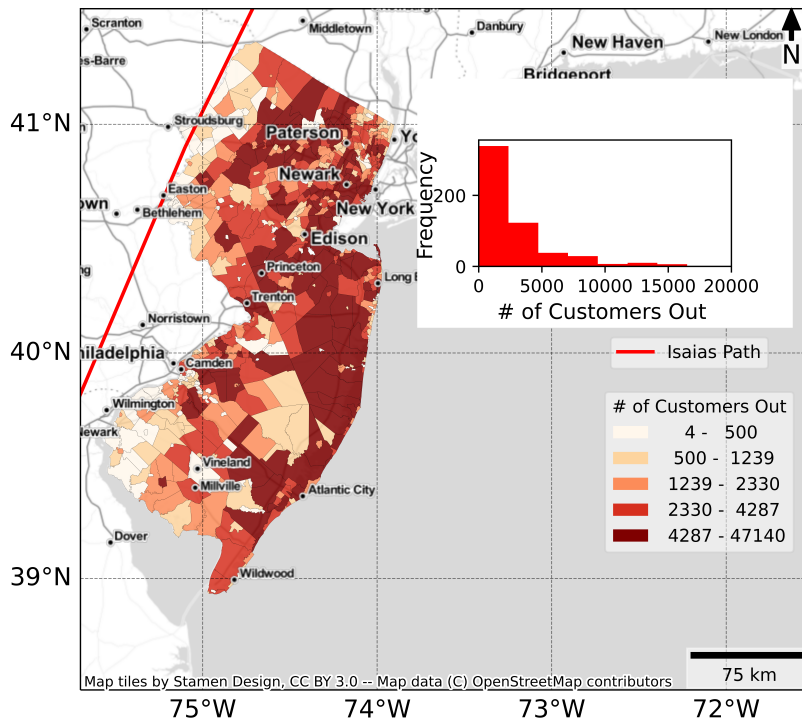 Scranton
Middletown
Danbury
New Haven
New London
N
es-Barre
Bridgeport
41°N
Stroudsburg
Paterson
Yo
Newark
Easton
own
Bethlehem
New York
Edison
Princeton
Long B
Trenton
ng
Norristown
40°N
hiladelphia
Camden
Wilmington
Newark
Vineland
Millville
Atlantic City
Dover
39°N
Wildwood
Frequency
200
0
0 5000 10000 15000 20000
# of Customers Out
Isaias Path
# of Customers Out
4 - 500
500 - 1239
1239 - 2330
2330 - 4287
4287 - 47140
75 km
Map tiles by Stamen Design, CC BY 3.0 -- Map data (C) OpenStreetMap contributors
75°W 74°W 73°W 72°W